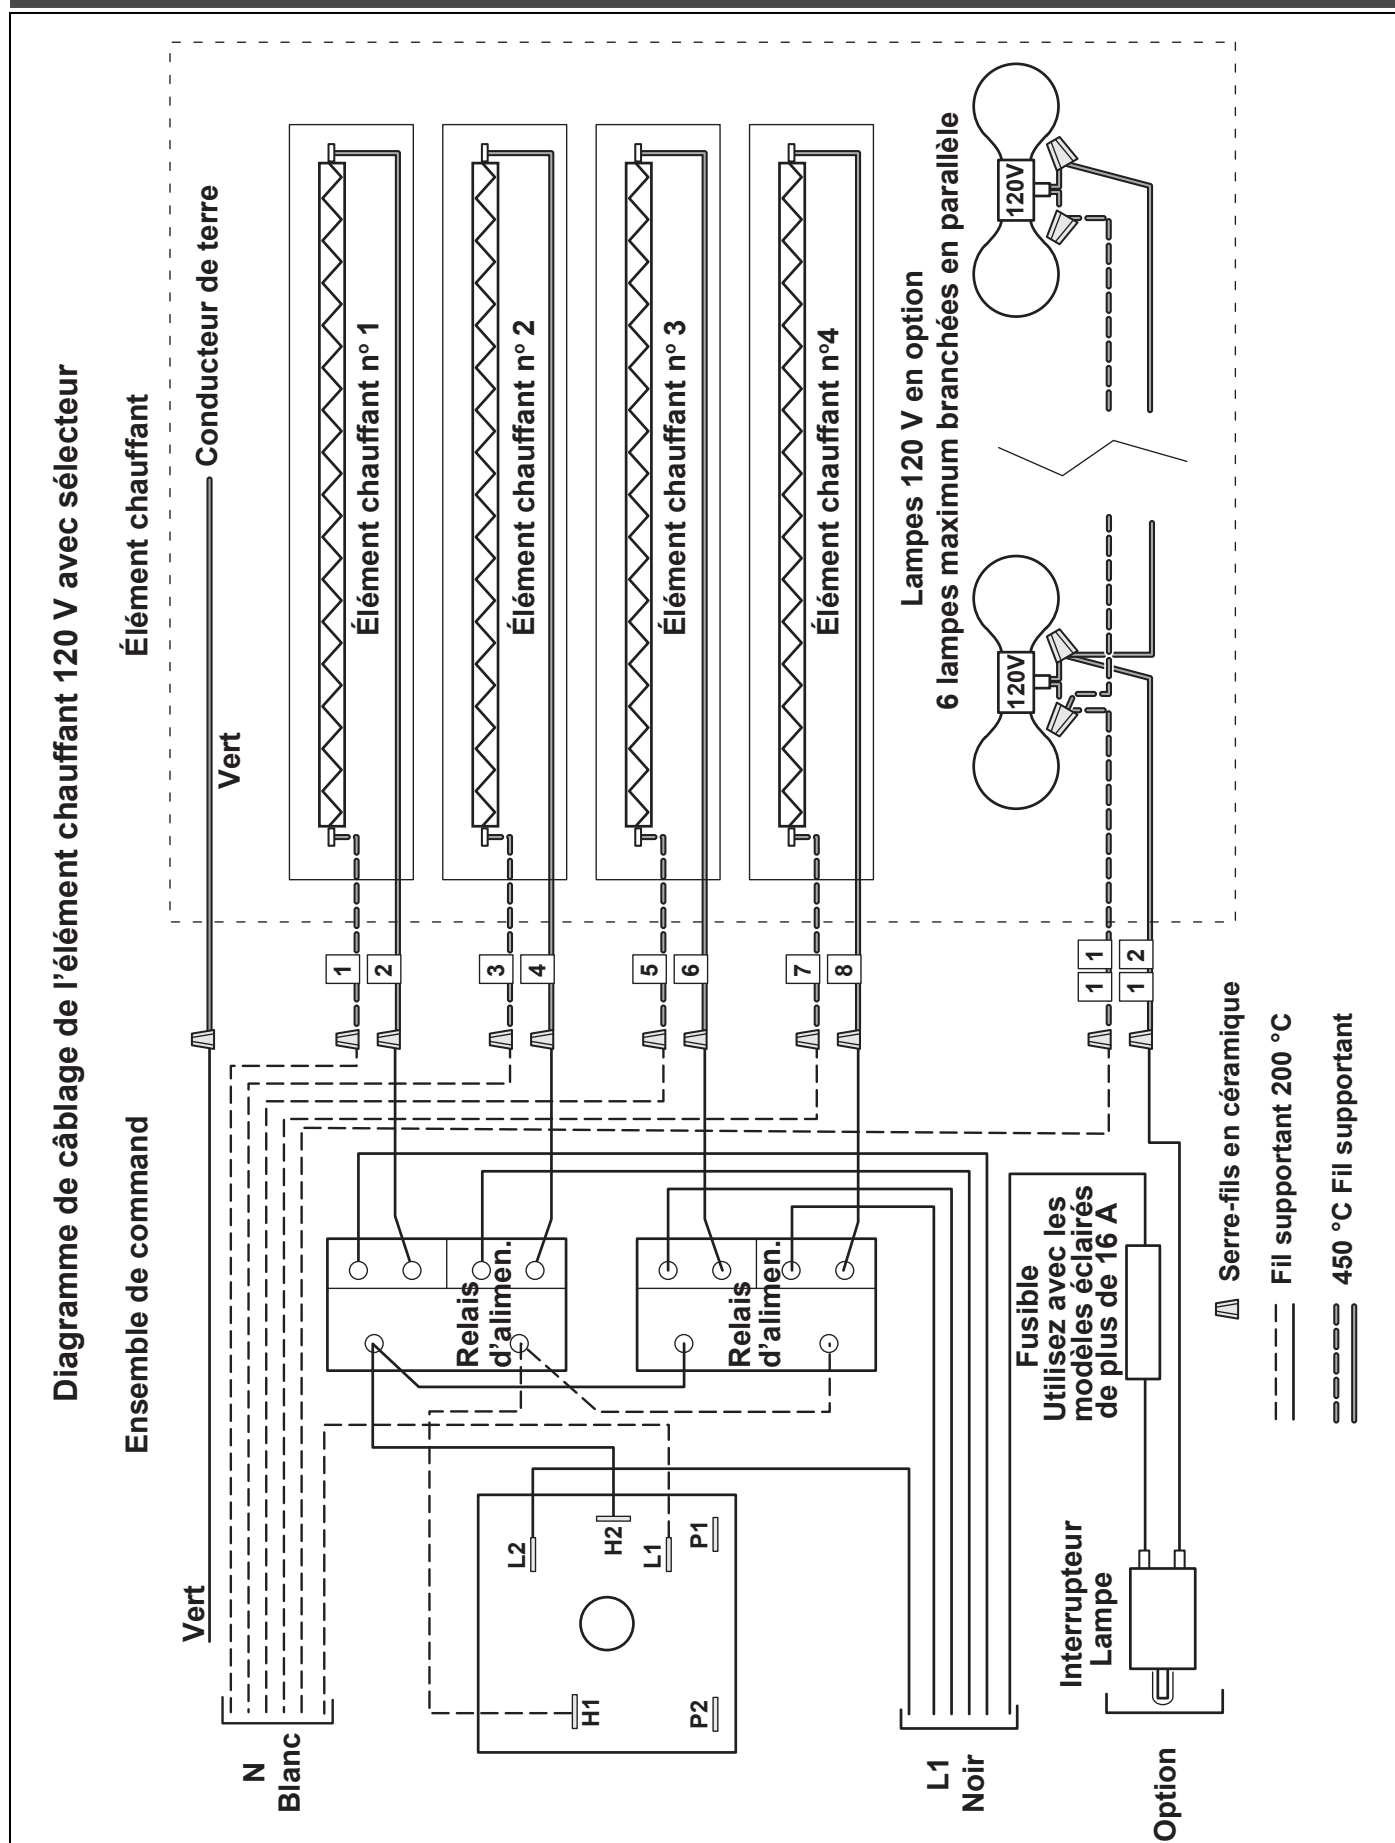 Diagramme de câblage de l'élément chauffant 120 V avec sélecteur
Ensemble de command
Élément chauffant
Vert
Vert
Conducteur de terre
N
Blanc
1
2
3
4
5
6
7
8
1 1
1 2
Élément chauffant nº 1
Élément chauffant nº 2
Élément chauffant nº 3
Élément chauffant nº4
Relais
d'alimen.
Relais
d'alimen.
H1
L2
H2
L1
P2
P1
L1
Noir
Lampes 120 V en option
6 lampes maximum branchées en parallèle
120V
120V
Fusible
Utilisez avec les
modèles éclairés
de plus de 16 A
Interrupteur
Lampe
Option
Serre-fils en céramique
Fil supportant 200 °C
450 °C Fil supportant